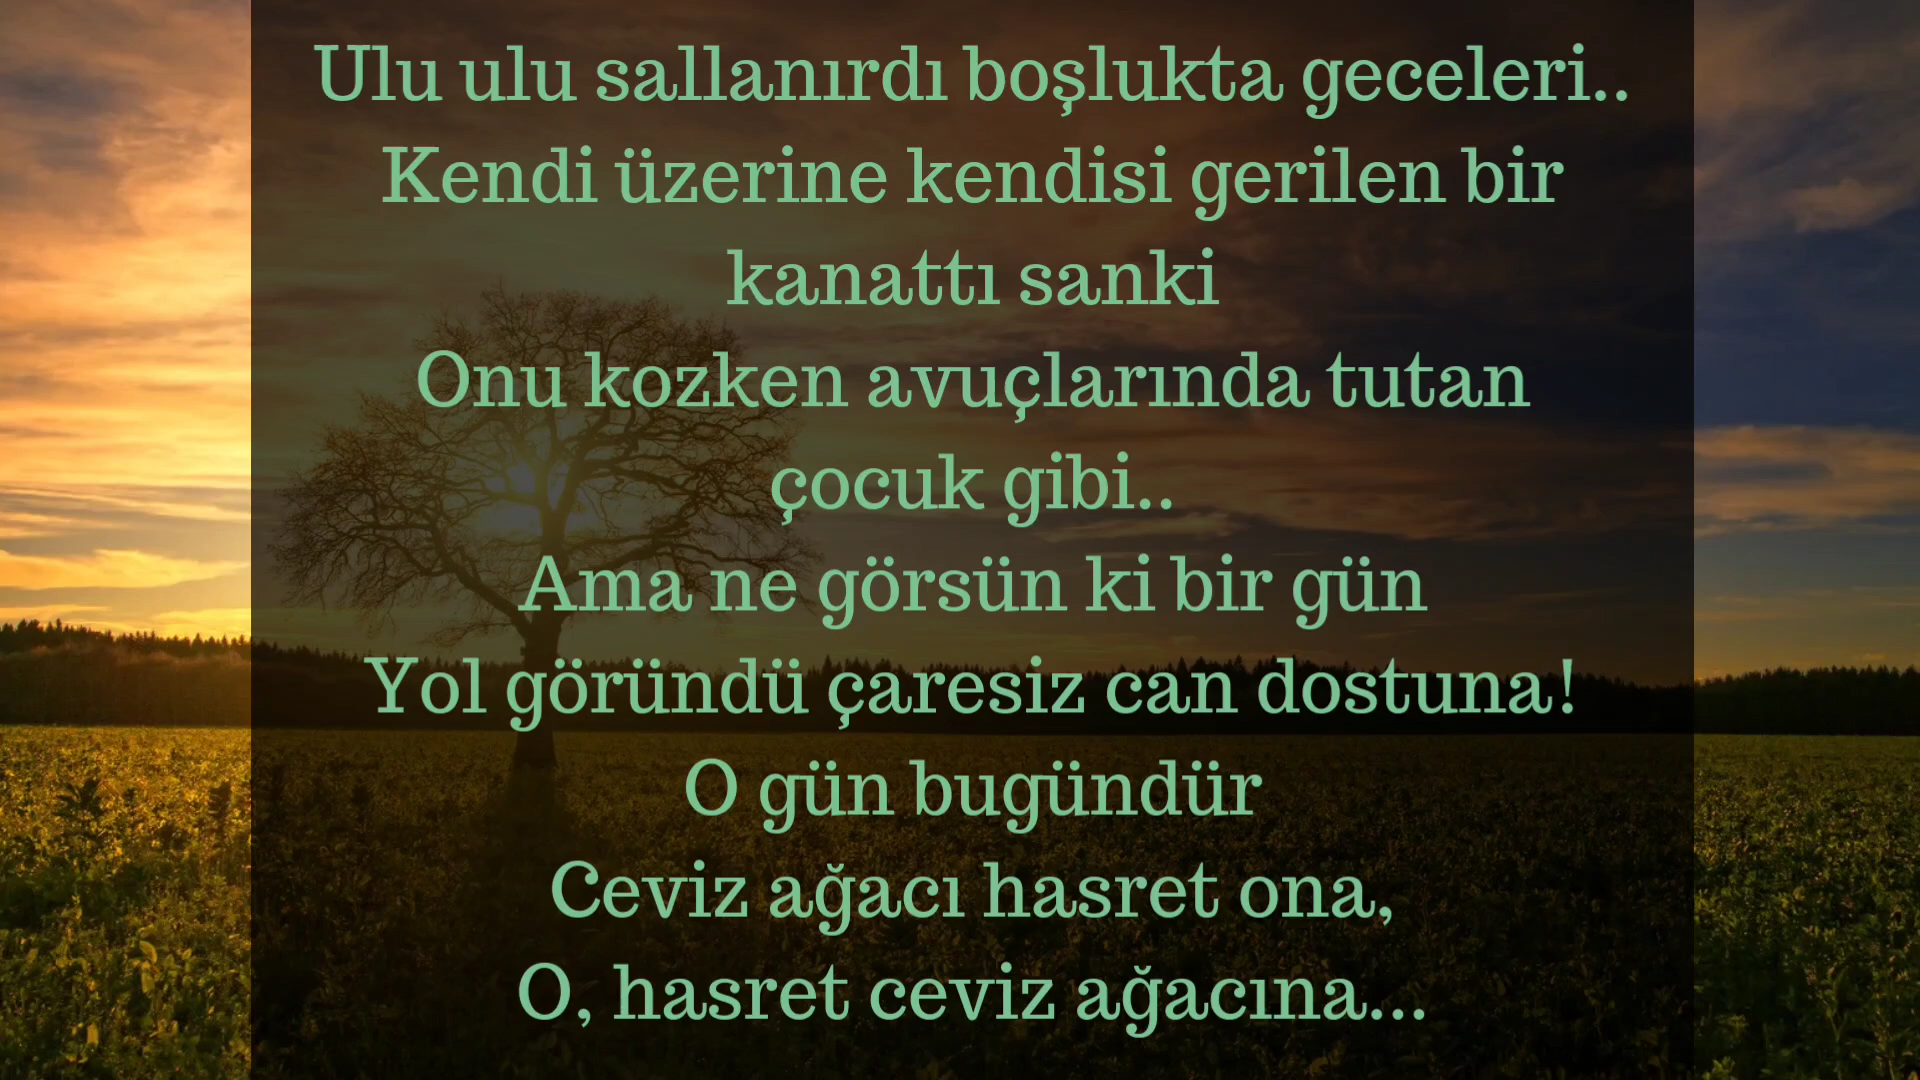 Ulu ulu sallanırdı boşlukta geceleri..
Kendi üzerine kendisi gerilen bir
kanattı sanki
Onu kozken avuçlarında tutan
çocuk gibi..
Ama ne görsün ki bir gün
Yol göründü çaresiz can dostuna!
O gün bugündür
Ceviz ağacı hasret ona,
O, hasret ceviz ağacına...